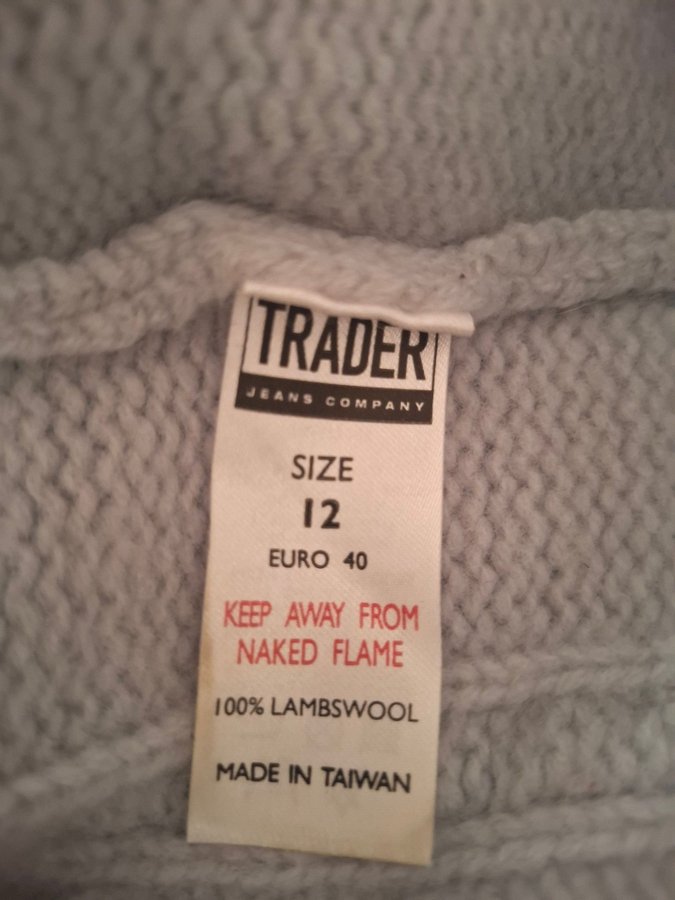 TRADER
JEANS COMPANY
SIZE
12
EURO 40
KEEP AWAY FROM
NAKED FLAME
100% LAMBSWOOL
MADE IN TAIWAN